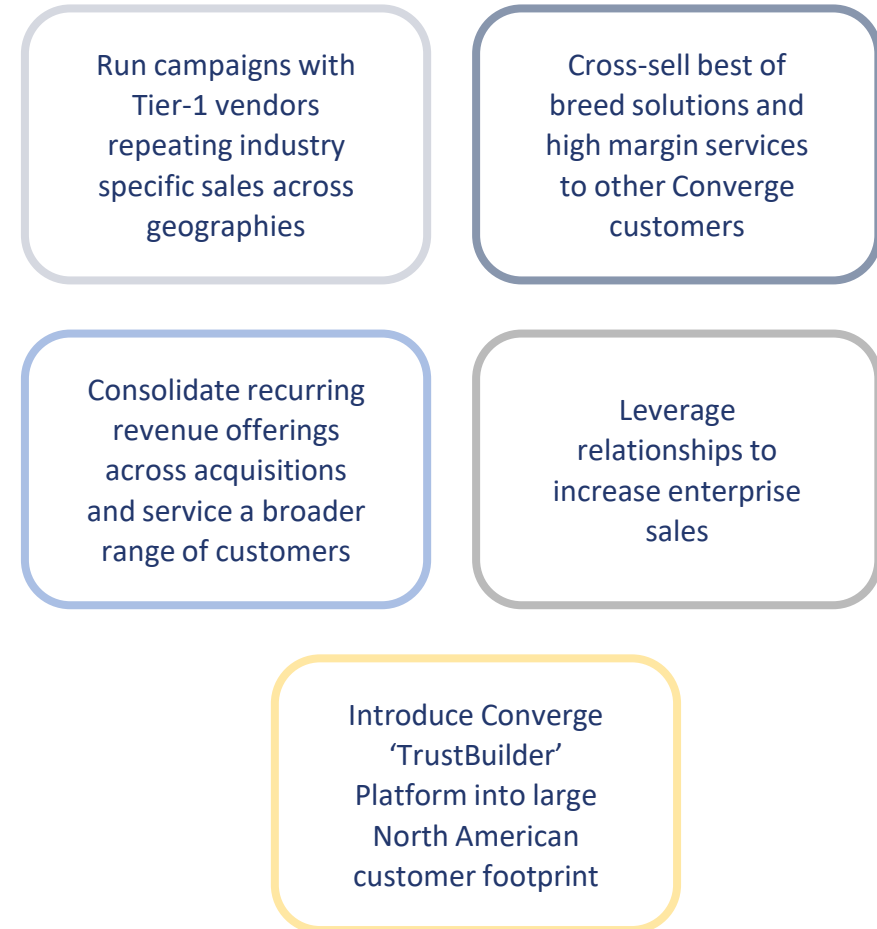 Run campaigns with
Tier-1 vendors
repeating industry
specific sales across
geographies
Cross-sell best of
breed solutions and
high margin services
to other Converge
customers
Consolidate recurring
revenue offerings
across acquisitions
and service a broader
range of customers
Leverage
relationships to
increase enterprise
sales
Introduce Converge
‘TrustBuilder’
Platform into large
North American
customer footprint